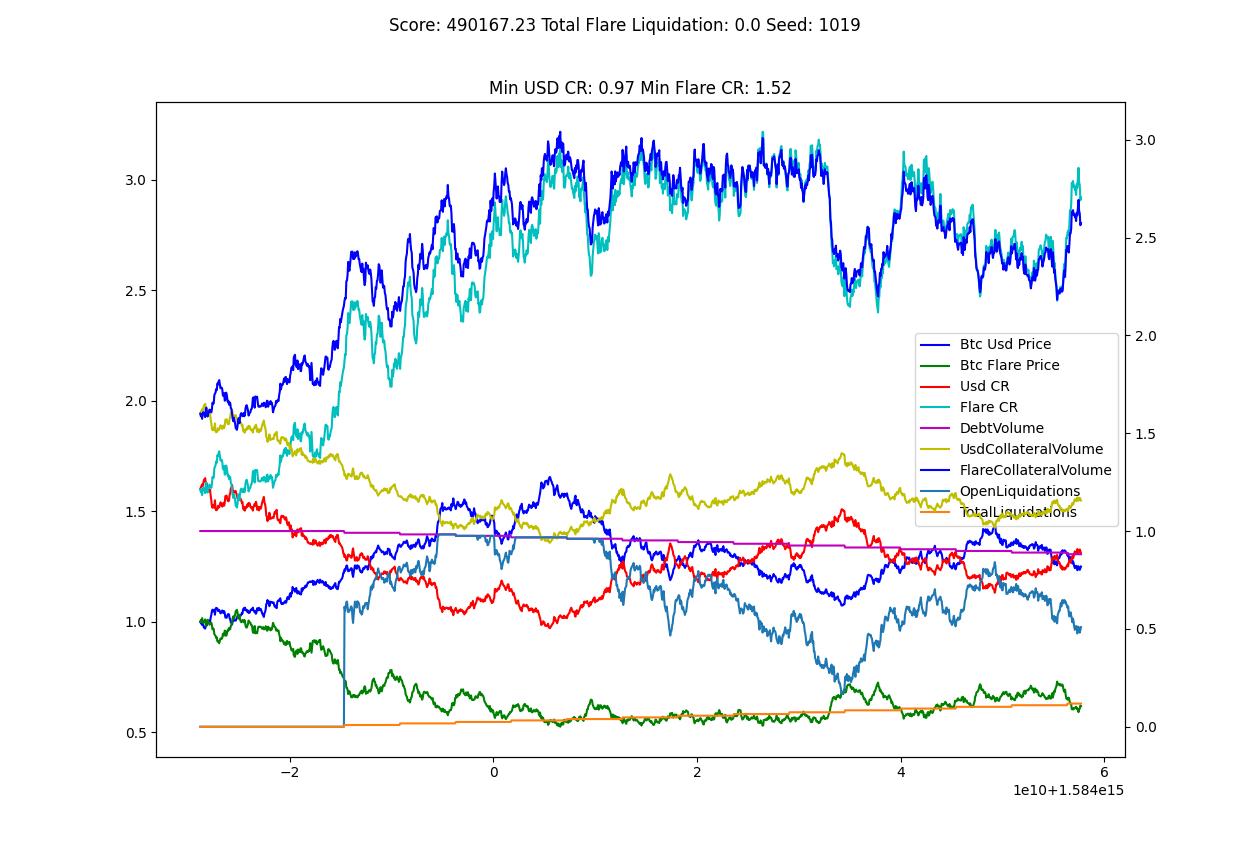 Score: 490167.23 Total Flare Liquidation: 0.0 Seed: 1019
Min USD CR: 0.97 Min Flare CR: 1.52
3.0
2.5
2.0
1.5
1.0
0.5
3.0
2.5
2.0
1.5
1.0
0.5
0.0
Btc Usd Price
Btc Flare Price
Usd CR
Flare CR
DebtVolume
UsdCollateralVolume
FlareCollateralVolume
OpenLiquidations
TotalLiquidations
−2 0 2 4 6
1e10+1.584e15